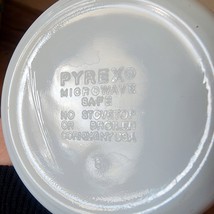 PYREX®
MICROWAVE
SAFE
NO STOVETOP
OR BROILER